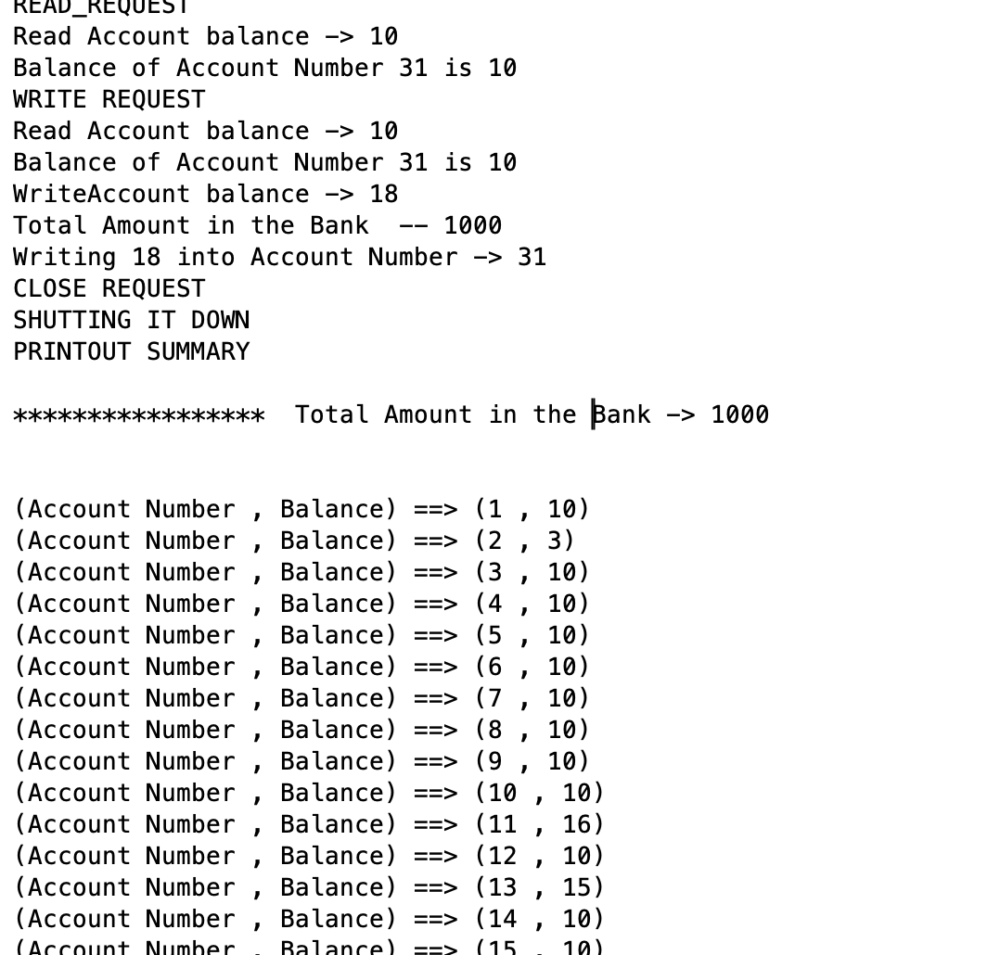 READ_REQUEST
Read Account balance -> 10
Balance of Account Number 31 is 10
WRITE REQUEST
Read Account balance -> 10
Balance of Account Number 31 is 10
WriteAccount balance -> 18
Total Amount in the Bank  -- 1000
Writing 18 into Account Number -> 31
CLOSE REQUEST
SHUTTING IT DOWN
PRINTOUT SUMMARY
*****************  Total Amount in the Bank -> 1000
(Account Number , Balance) ==> (1 , 10)
(Account Number , Balance) ==> (2 , 3)
(Account Number , Balance) ==> (3 , 10)
(Account Number , Balance) ==> (4 , 10)
(Account Number , Balance) ==> (5 , 10)
(Account Number , Balance) ==> (6 , 10)
(Account Number , Balance) ==> (7 , 10)
(Account Number , Balance) ==> (8 , 10)
(Account Number , Balance) ==> (9 , 10)
(Account Number , Balance) ==> (10 , 10)
(Account Number , Balance) ==> (11 , 16)
(Account Number , Balance) ==> (12 , 10)
(Account Number , Balance) ==> (13 , 15)
(Account Number , Balance) ==> (14 , 10)
(Account Number , Balance) ==> (15 , 10)